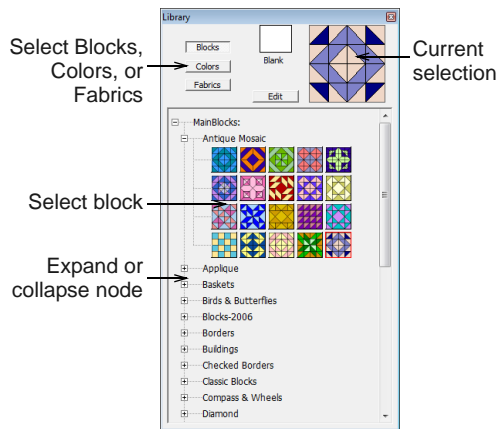 Library
Select Blocks,
Colors, or
Fabrics
Blocks
Colors
Fabrics
Blank
Edit
Current
selection
MainBlocks:
Antique Mosaic
Select block
Expand or
collapse node
Applique
Baskets
Birds & Butterflies
Blocks-2006
Borders
Buildings
Checked Borders
Classic Blocks
Compass & Wheels
Diamond